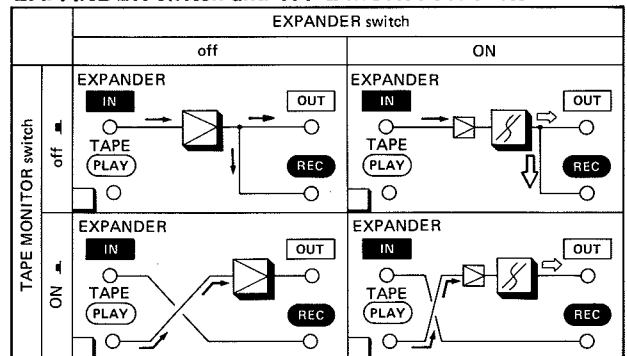 EXPANDER switch
off
ON
TAPE MONITOR switch
off
EXPANDER
IN
OUT
TAPE
PLAY
REC
EXPANDER
IN
OUT
TAPE
PLAY
REC
ON
EXPANDER
IN
OUT
TAPE
PLAY
REC
EXPANDER
IN
OUT
TAPE
PLAY
REC